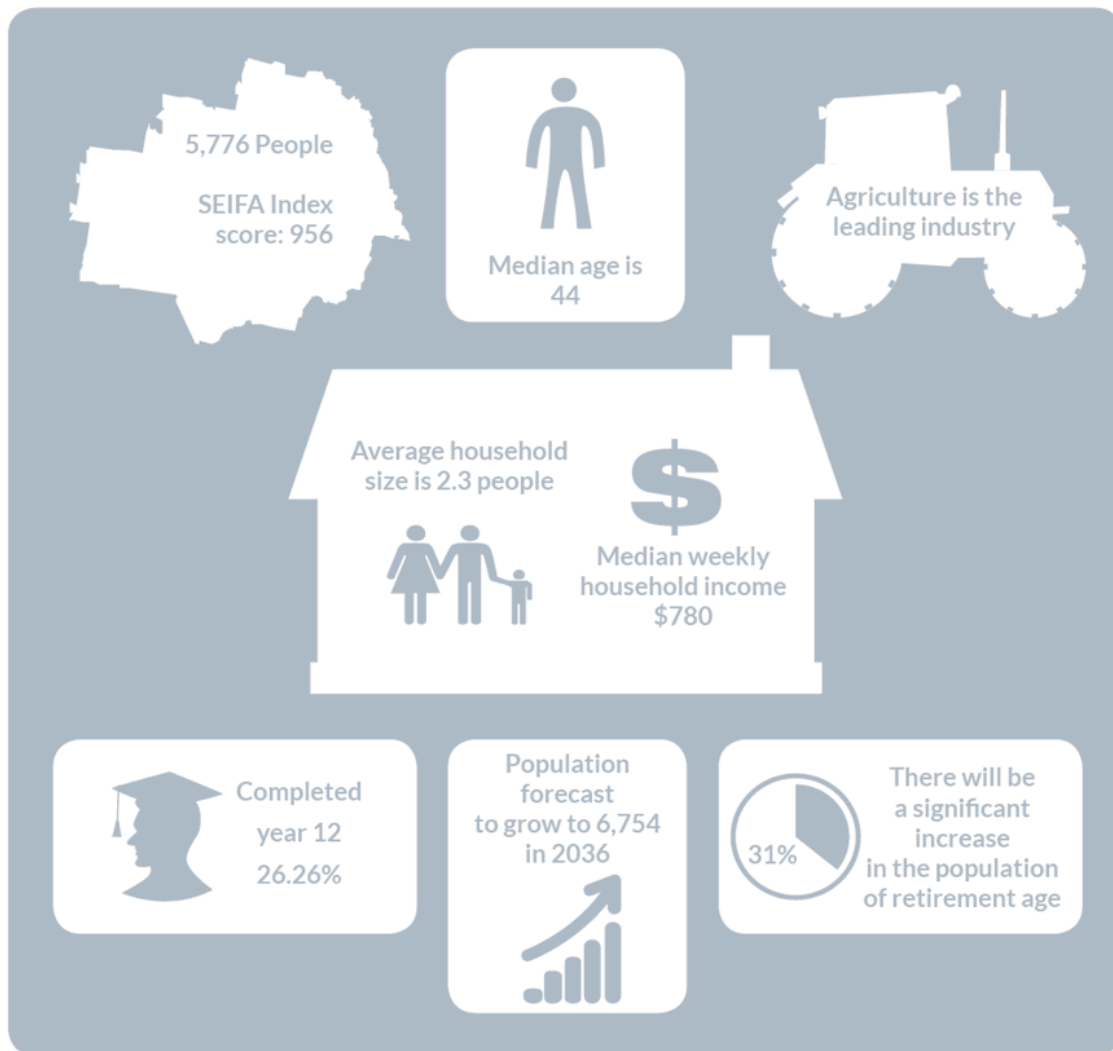 5,776 People
SEIFA Index
score: 956
Median age is
44
Agriculture is the
leading industry
Average household
size is 2.3 people
$
Median weekly
household income
$780
Completed
year 12
26.26%
Population
forecast
to grow to 6,754
in 2036
31%
There will be
a significant
increase
in the population
of retirement age